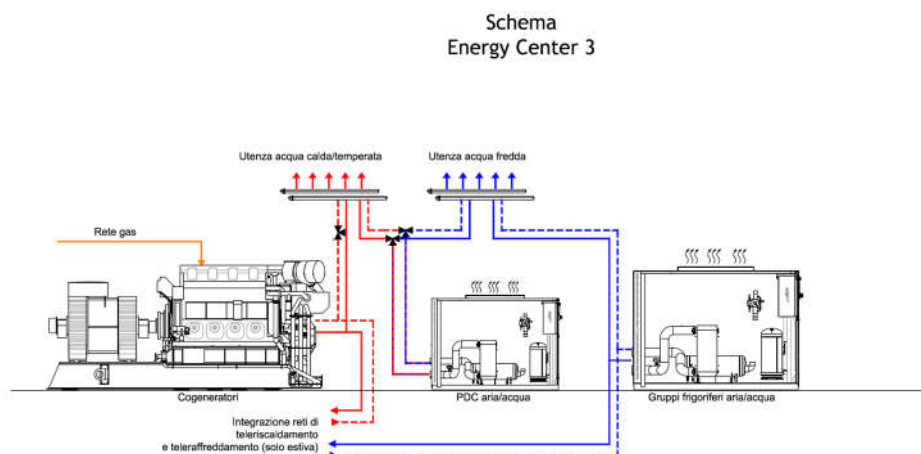 Schema
Energy Center 3
Utenza acqua calda/temperata
Utenza acqua fredda
Rete gas
Cogeneratori
PDC aria/acqua
Gruppi frigoriferi aria/acqua
Integrazione reti di
teleriscaldamento
e teleraffreddamento (solo estiva)